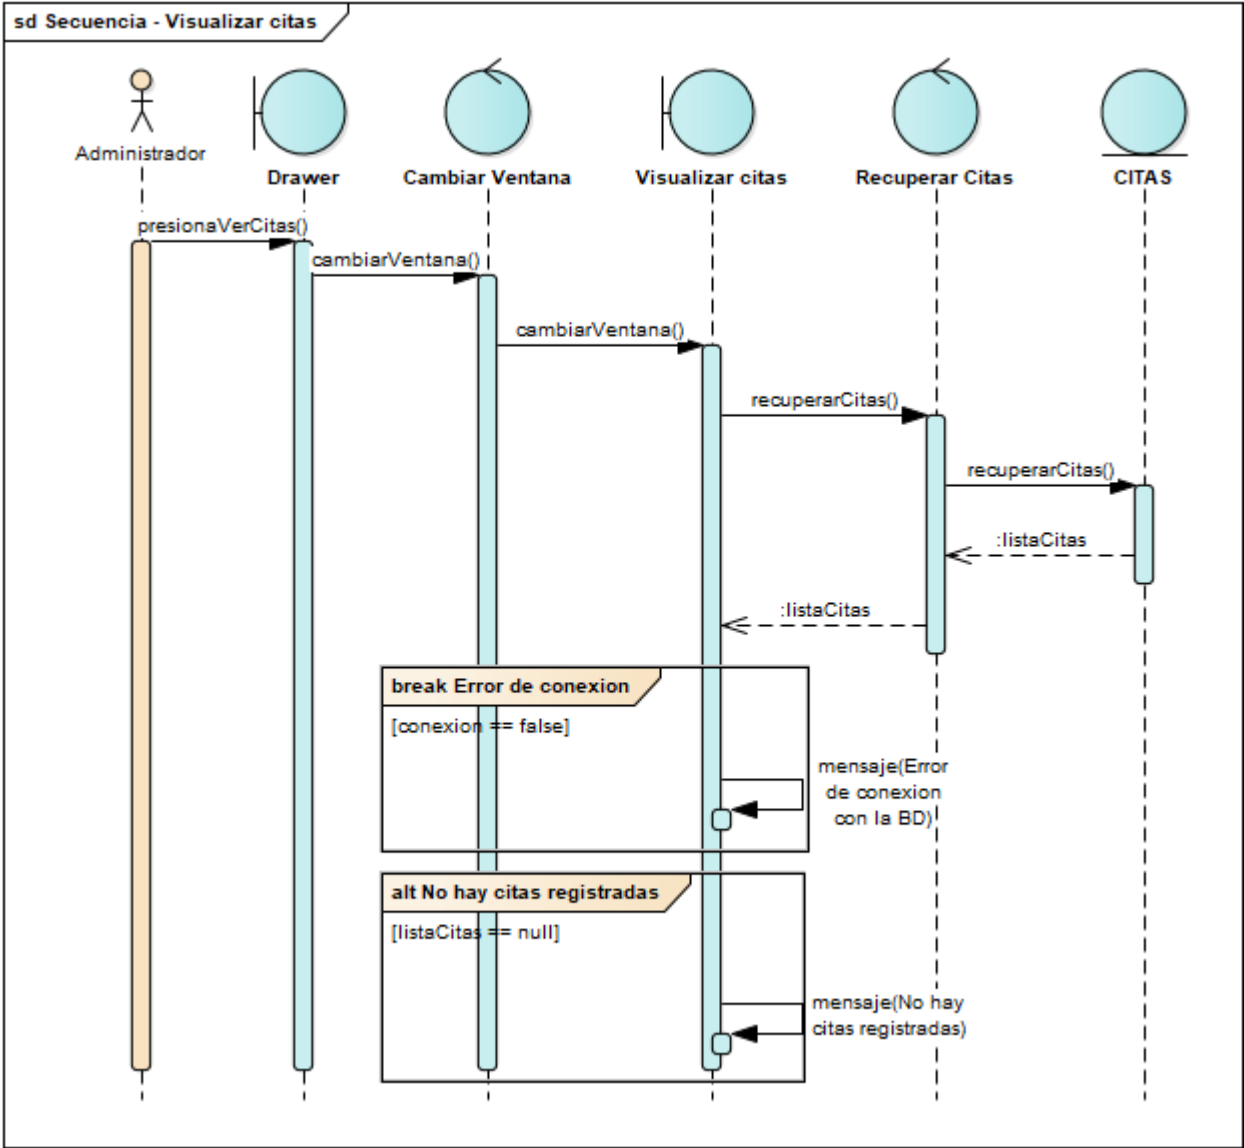 sd Secuencia - Visualizar citas
Administrador
Drawer
Cambiar Ventana
Visualizar citas
Recuperar Citas
CITAS
presionaVerCitas()
cambiarVentana()
cambiarVentana()
recuperarCitas()
recuperarCitas()
:listaCitas
:listaCitas
break Error de conexion
[conexion == false]
mensaje(Error
de conexion
con la BD)
alt No hay citas registradas
[listaCitas == null]
mensaje(No hay
citas registradas)